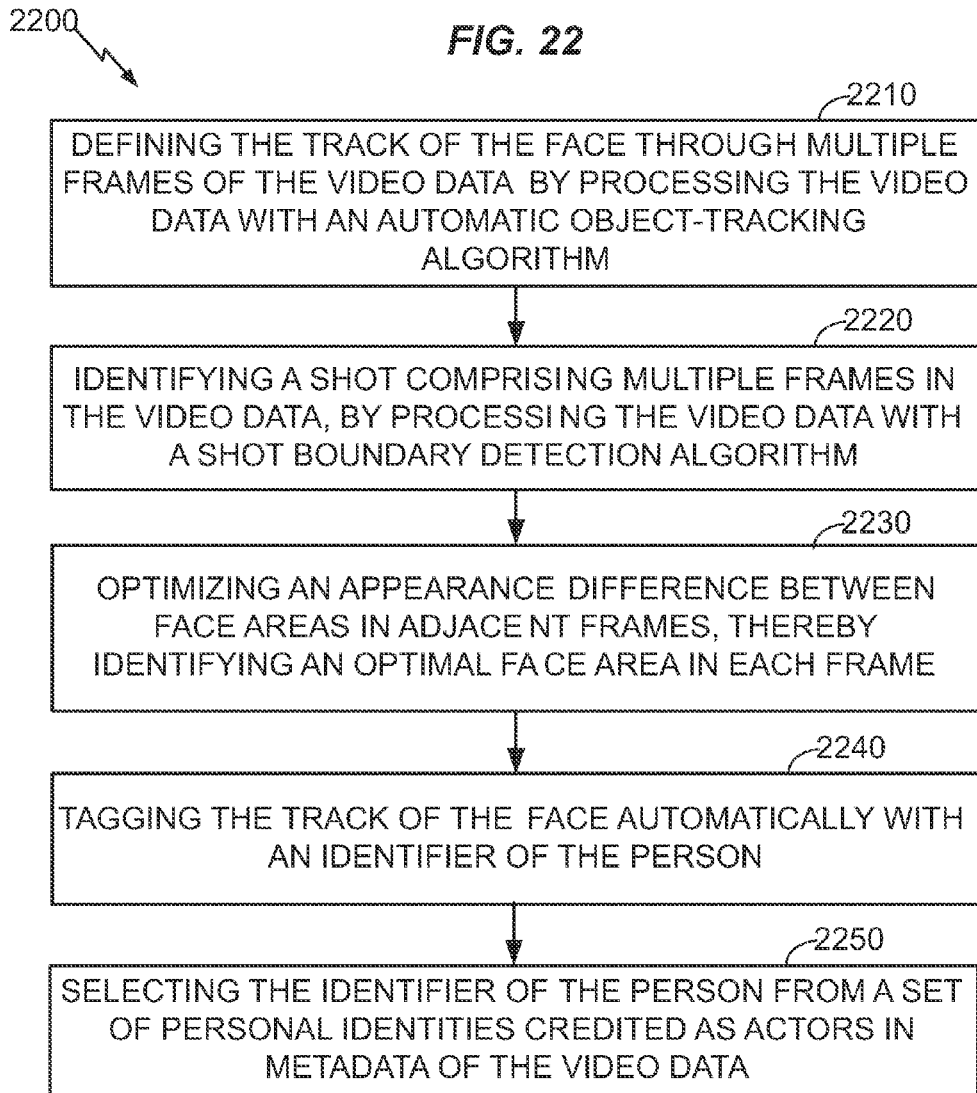 2200
FIG. 22
2210
DEFINING THE TRACK OF THE FACE THROUGH MULTIPLE
FRAMES OF THE VIDEO DATA BY PROCESSING THE VIDEO
DATA WITH AN AUTOMATIC OBJECT-TRACKING
ALGORITHM
2220
IDENTIFYING A SHOT COMPRISING MULTIPLE FRAMES IN
THE VIDEO DATA, BY PROCESSING THE VIDEO DATA WITH
A SHOT BOUNDARY DETECTION ALGORITHM
2230
OPTIMIZING AN APPEARANCE DIFFERENCE BETWEEN
FACE AREAS IN ADJACENT FRAMES, THEREBY
IDENTIFYING AN OPTIMAL FACE AREA IN EACH FRAME
2240
TAGGING THE TRACK OF THE FACE AUTOMATICALLY WITH
AN IDENTIFIER OF THE PERSON
2250
SELECTING THE IDENTIFIER OF THE PERSON FROM A SET
OF PERSONAL IDENTITIES CREDITED AS ACTORS IN
METADATA OF THE VIDEO DATA